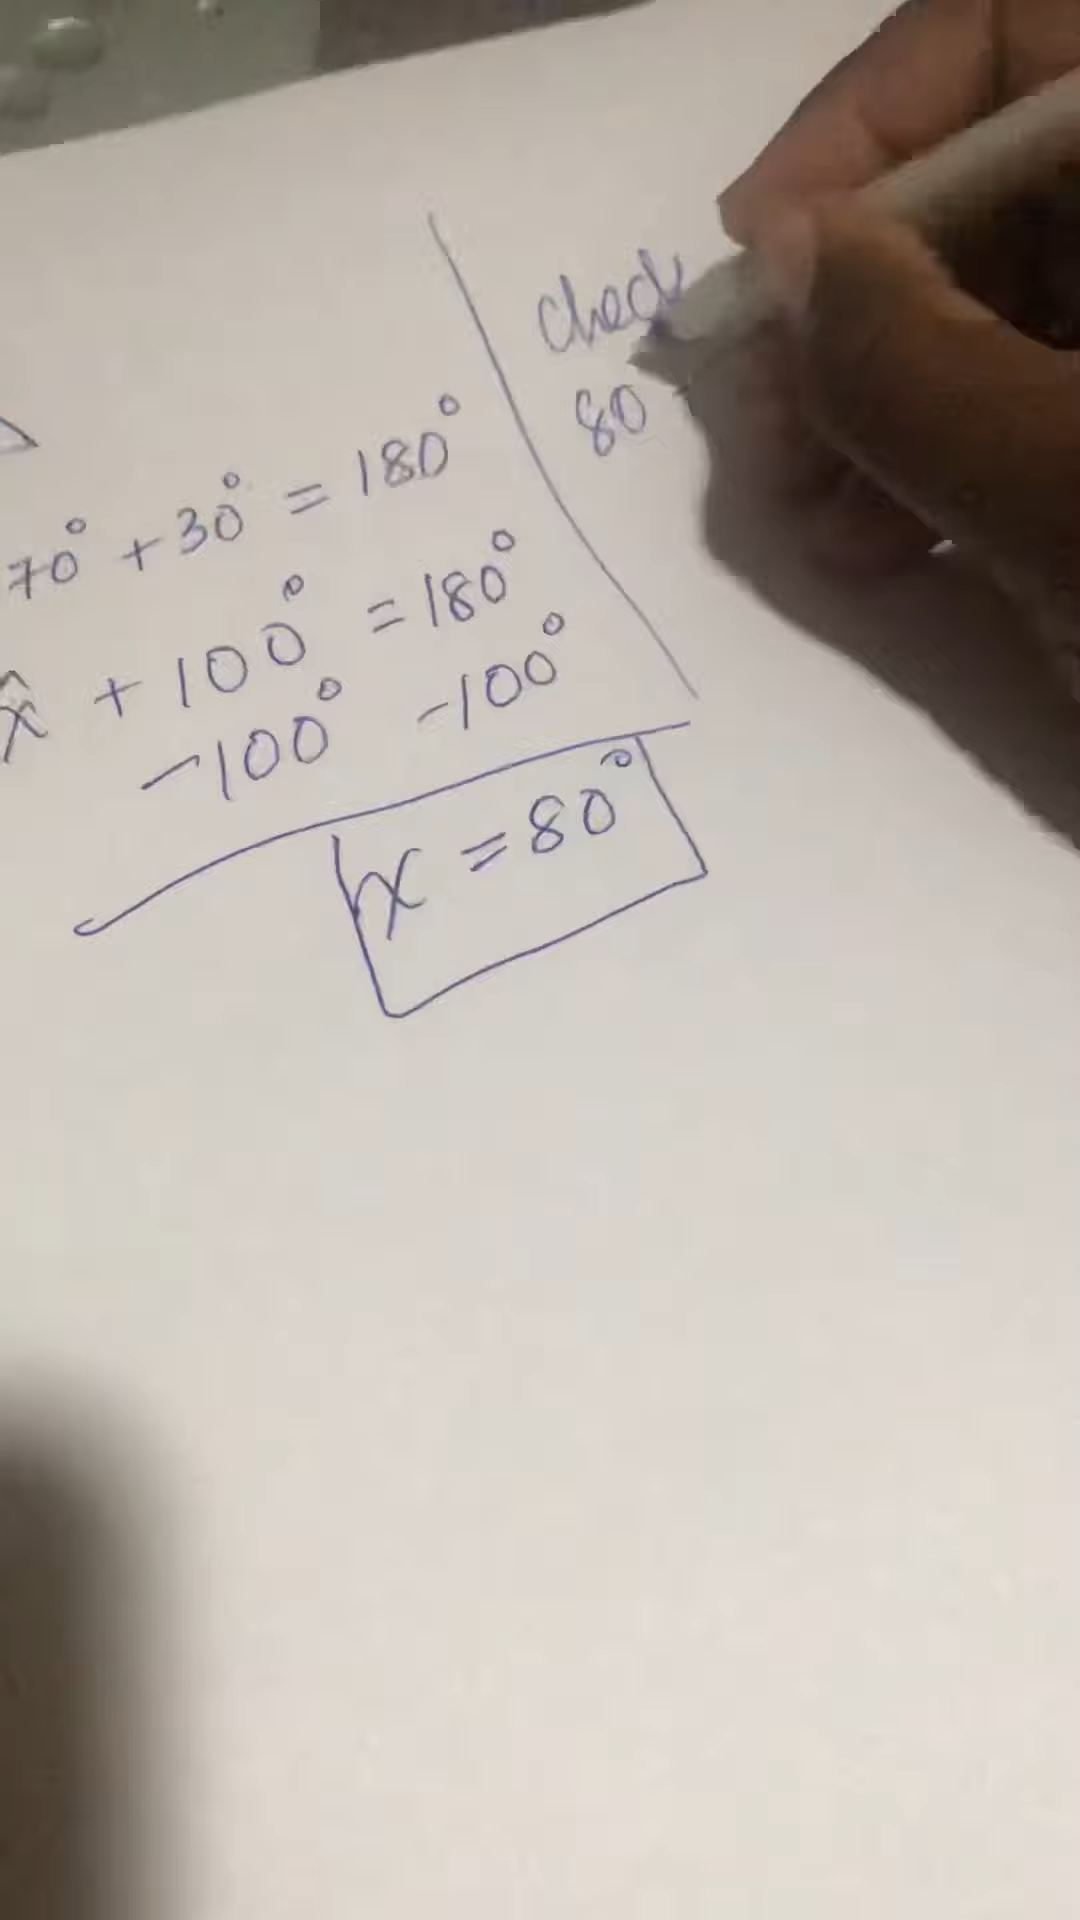 70° + 30° = 180°
x̂ + 100° = 180°
-100° -100°
x = 80°
check
80